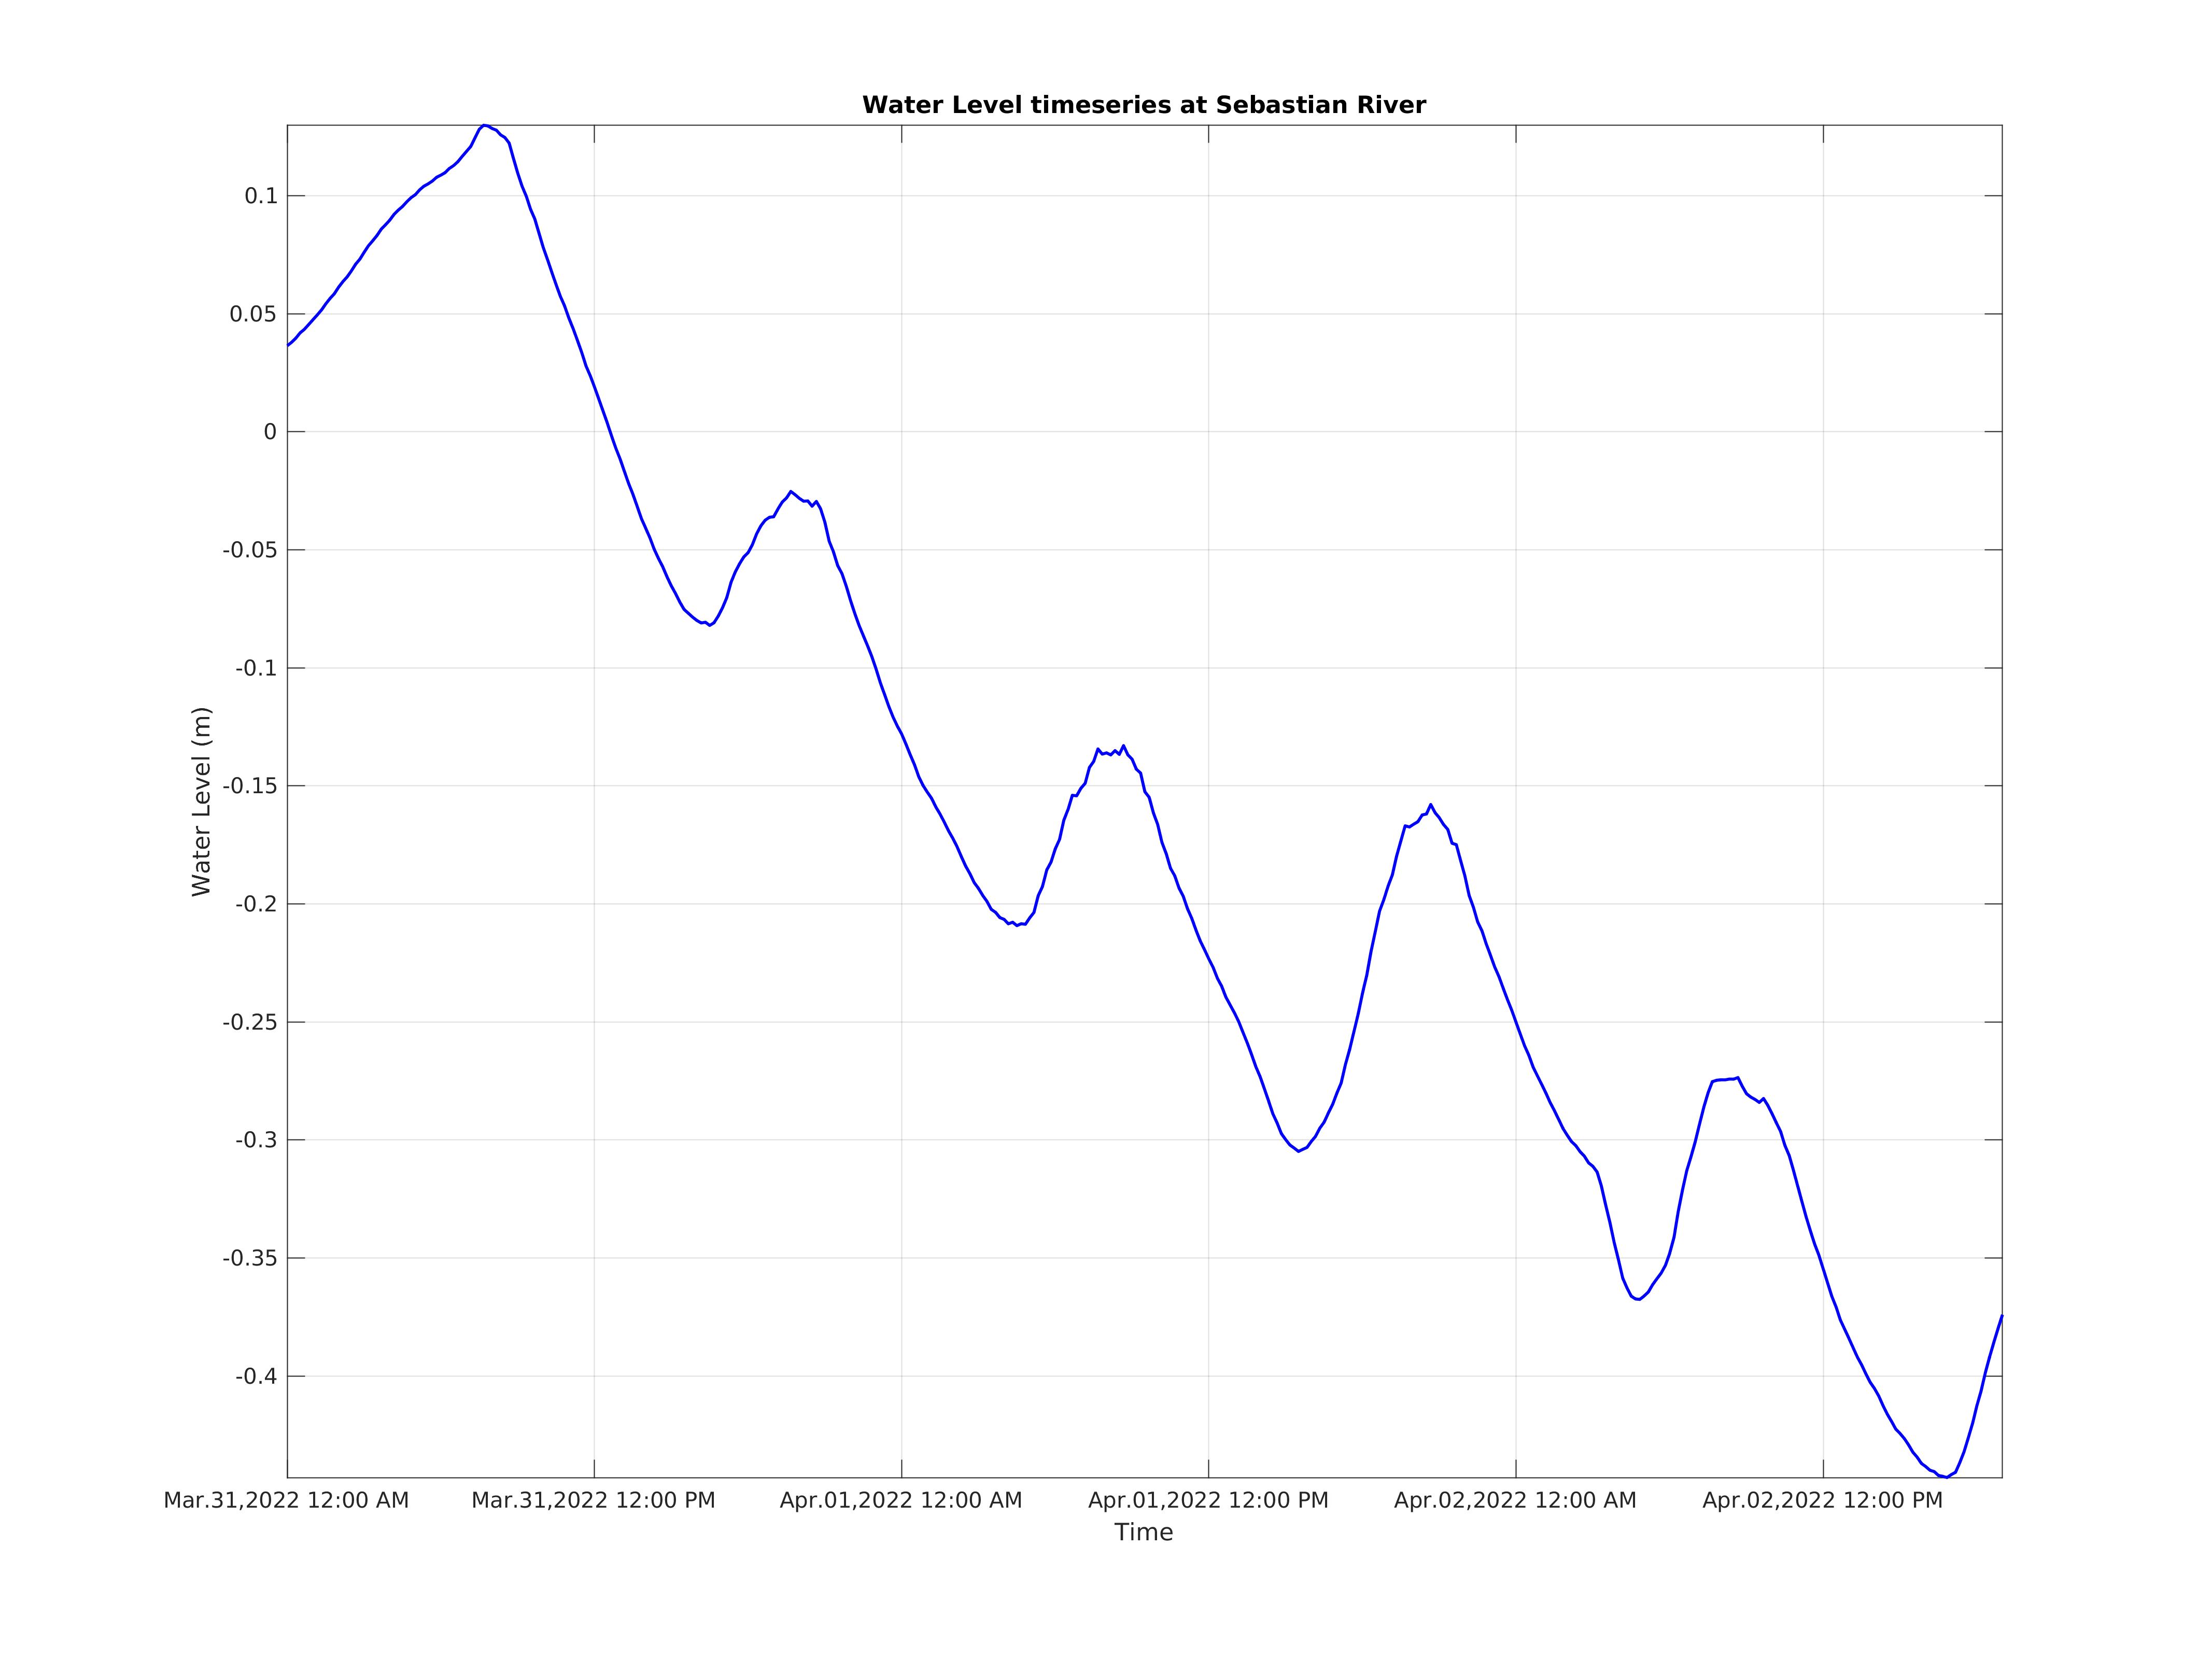 Water Level timeseries at Sebastian River
0.1
0.05
0
-0.05
-0.1
-0.15
-0.2
-0.25
-0.3
-0.35
-0.4
Water Level (m)
Mar.31,2022 12:00 AM Mar.31,2022 12:00 PM Apr.01,2022 12:00 AM Apr.01,2022 12:00 PM Apr.02,2022 12:00 AM Apr.02,2022 12:00 PM
Time